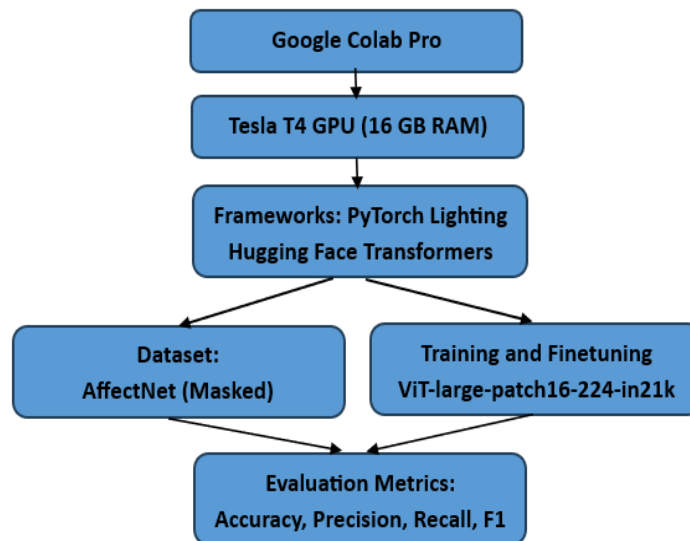 Google Colab Pro
Tesla T4 GPU (16 GB RAM)
Frameworks: PyTorch Lighting
Hugging Face Transformers
Dataset:
AffectNet (Masked)
Training and Finetuning
ViT-large-patch16-224-in21k
Evaluation Metrics:
Accuracy, Precision, Recall, F1